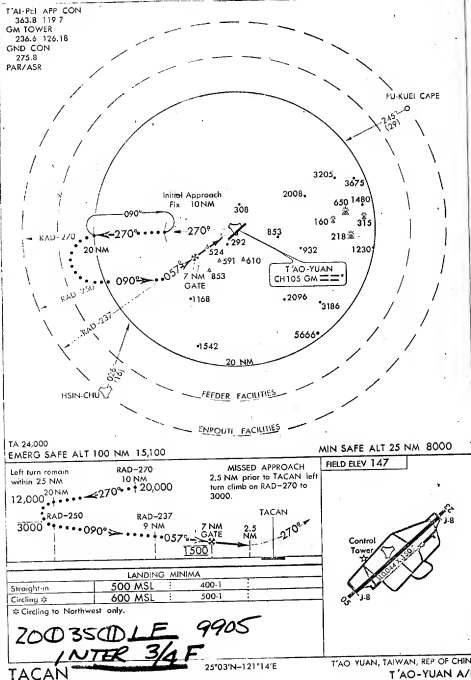 T'AI-PEI APP CON
363.8 119.7
GM TOWER
236.6 126.18
GND CON
275.8
PAR/ASR
FU-KUEI CAPE
245°
(29)
Initial Approach
Fix 10 NM
090°
270°
270°
RAD-270
20 NM
090°
057°
7 NM
GATE
RAD-250
RAD-237
308
292
524
591
610
853
853
932
1168
1542
2008
3205
3675
650
1480
160
315
218
1230
2096
3186
5666
T'AO-YUAN
CH105 GM
20 NM
HSIN-CHU
026
(16)
FEEDER FACILITIES
ENROUTE FACILITIES
TA 24,000
EMERG SAFE ALT 100 NM 15,100
MIN SAFE ALT 25 NM 8000
Left turn remain
within 25 NM
RAD-270
10 NM
20 NM
12,000
270°
20,000
RAD-250
3000
090°
RAD-237
9 NM
057°
7 NM
GATE
1500
2.5
NM
TACAN
270°
MISSED APPROACH
2.5 NM prior to TACAN left
turn climb on RAD-270 to
3000.
FIELD ELEV 147
Control
Tower
J-8
J-8
LANDING MINIMA
Straight-in 500 MSL 400-1
Circling ☆ 600 MSL 500-1
☆ Circling to Northwest only.
INTER 3/4 F
9905
TACAN
25°03'N-121°14'E
T'AO YUAN, TAIWAN, REP OF CHIN
T'AO-YUAN A/